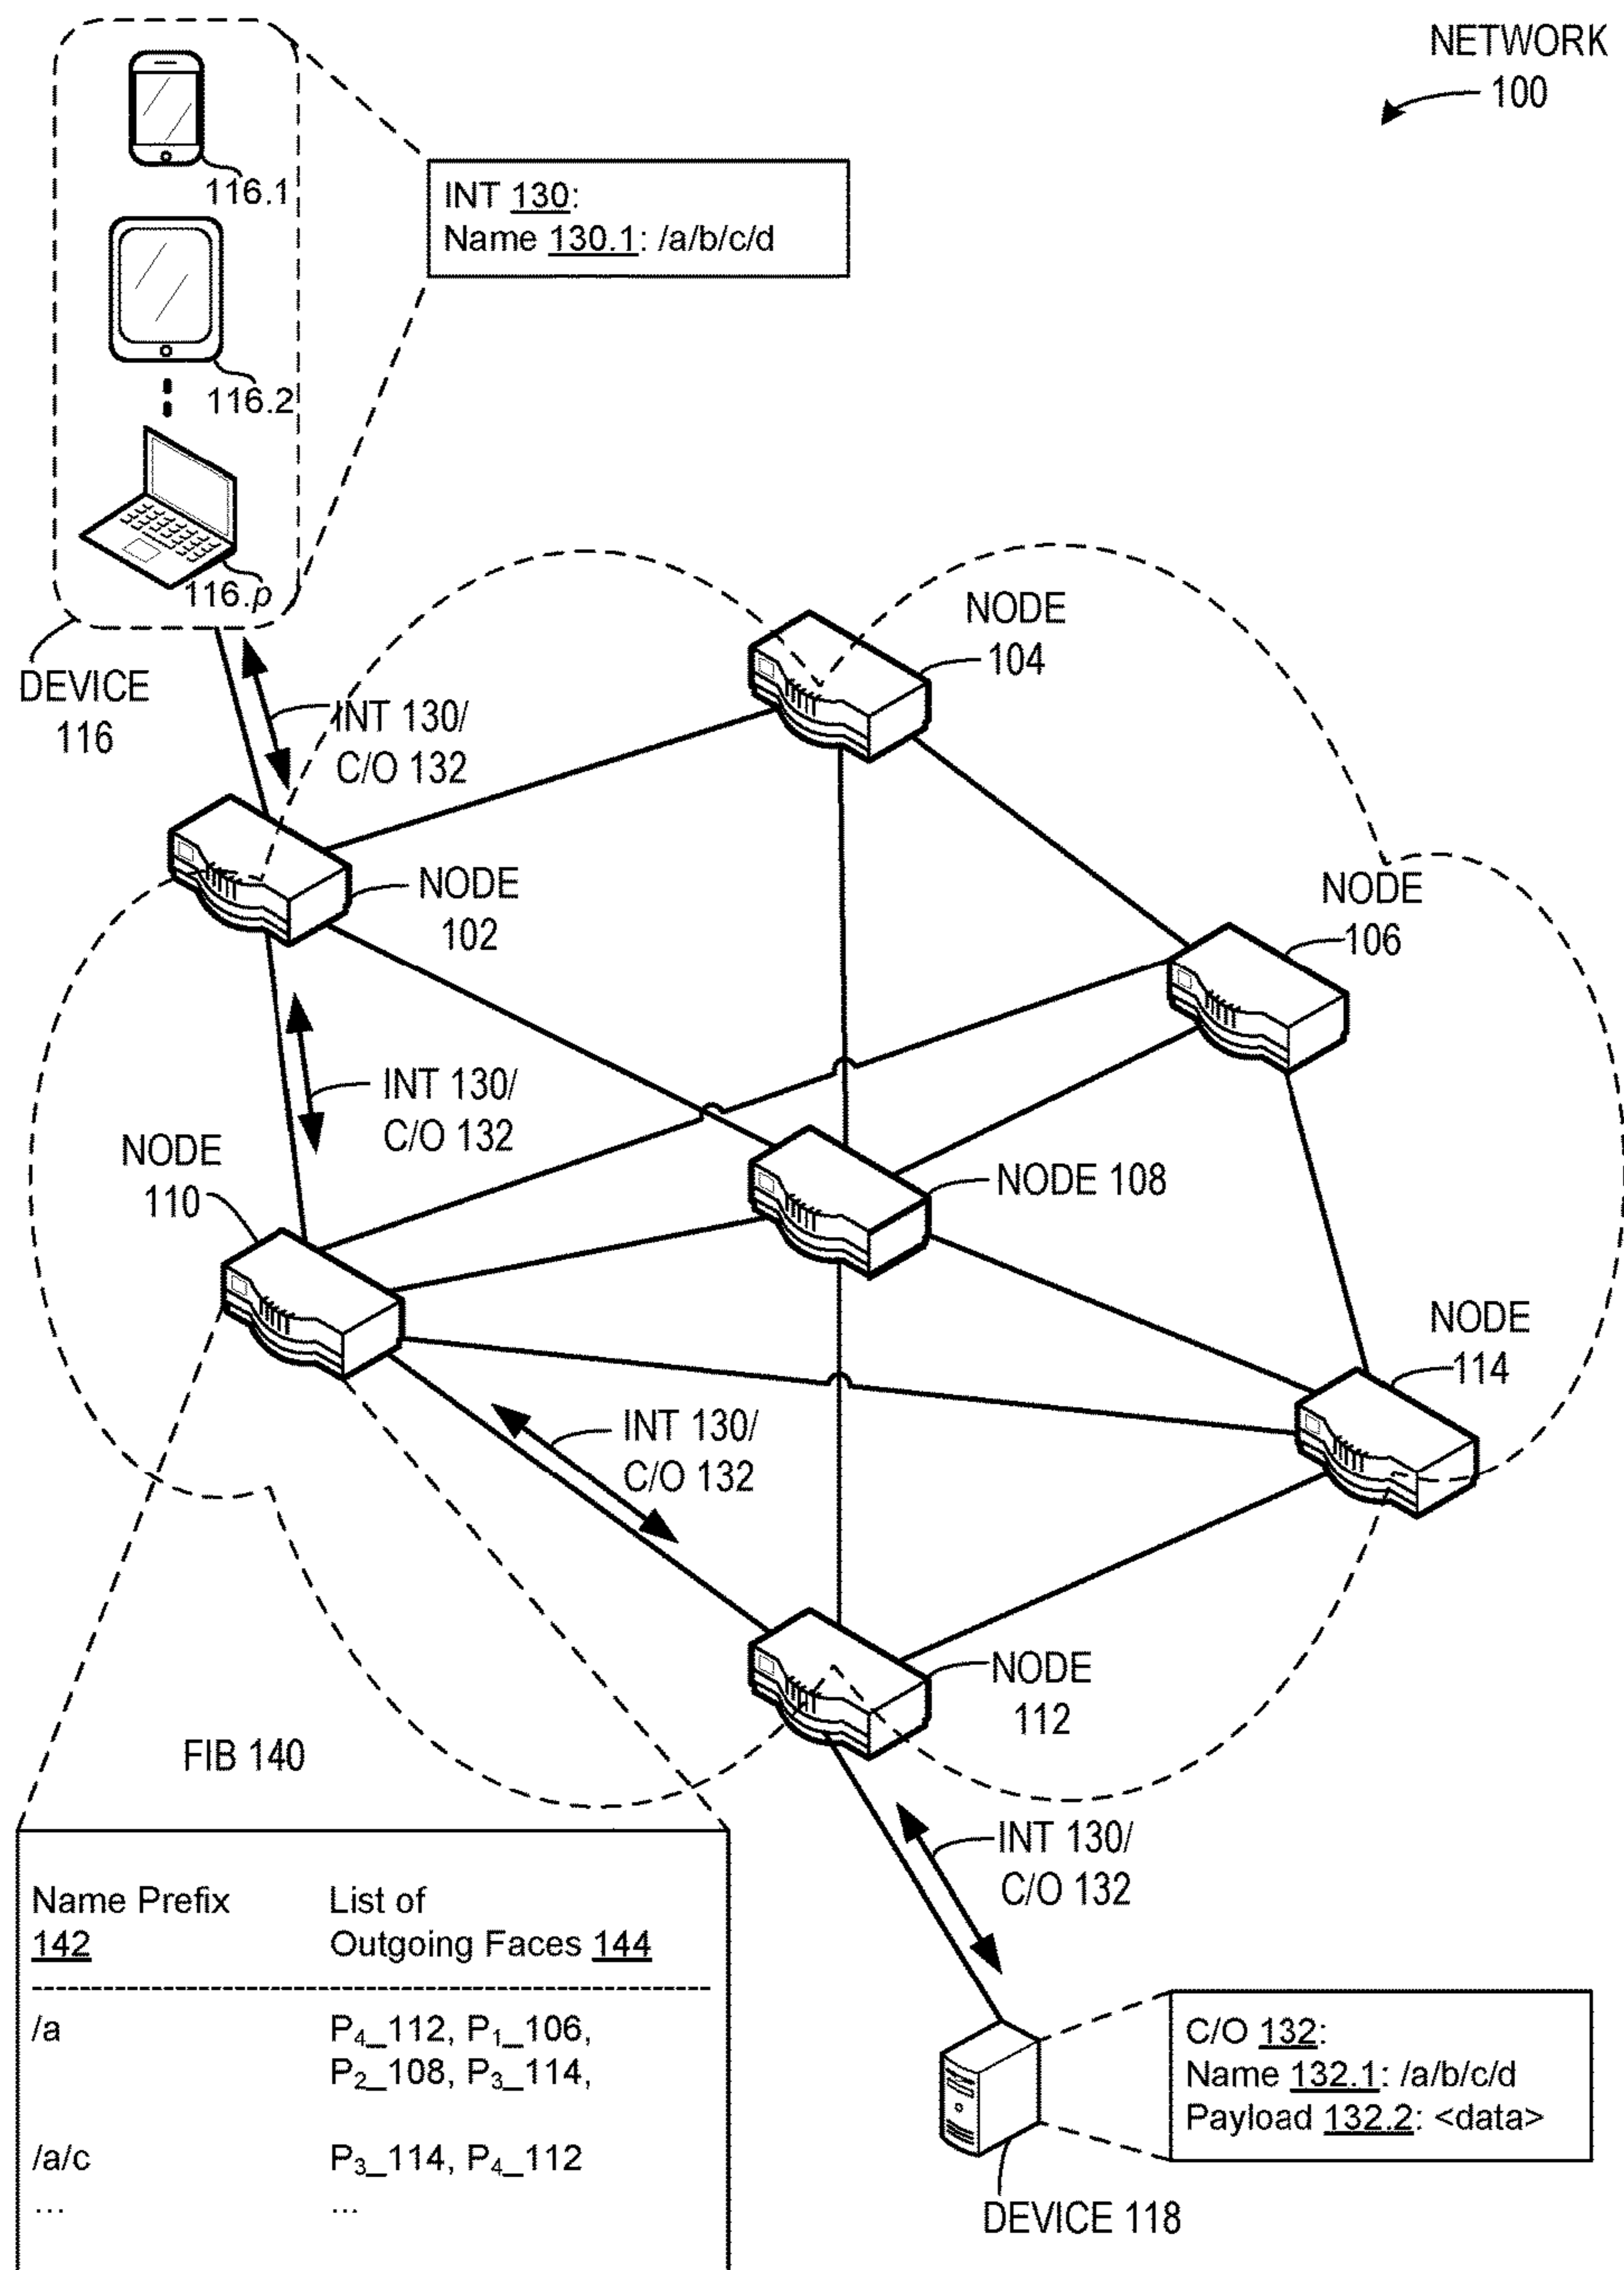 NETWORK
100
116.1
INT 130:
Name 130.1: /a/b/c/d
116.2
116.p
DEVICE
116
INT 130/
C/O 132
NODE
104
NODE
102
NODE
106
INT 130/
C/O 132
NODE
110
NODE 108
NODE
114
INT 130/
C/O 132
NODE
112
FIB 140
INT 130/
C/O 132
Name Prefix
142
List of
Outgoing Faces 144
/a
P₄_112, P₁_106,
P₂_108, P₃_114,
/a/c
P₃_114, P₄_112
...
...
C/O 132:
Name 132.1: /a/b/c/d
Payload 132.2: <data>
DEVICE 118